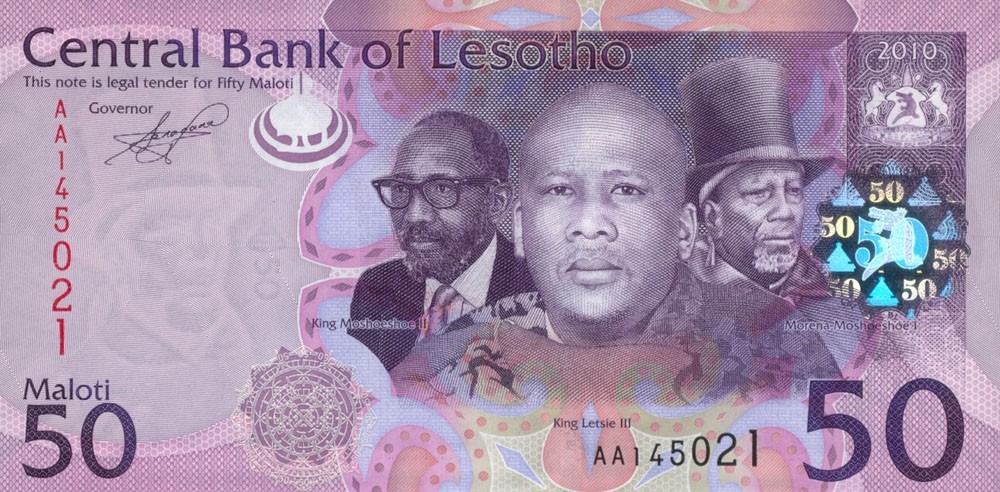 Central Bank of Lesotho
This note is legal tender for Fifty Maloti
Governor
AA145021
2010
50
50
50
50
50
50
King Moshoeshoe II
Morena Moshoeshoe I
King Letsie III
Maloti
50
AA145021
50